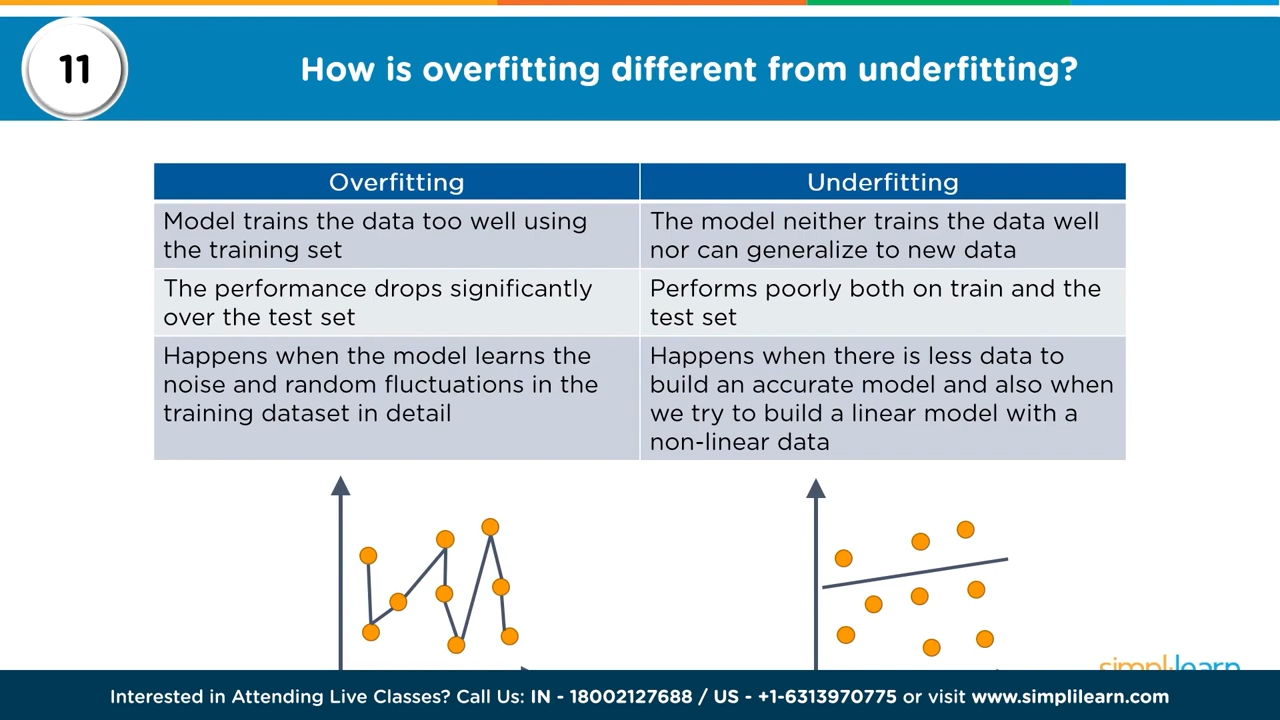 11
How is overfitting different from underfitting?
Overfitting
Underfitting
Model trains the data too well using
the training set
The model neither trains the data well
nor can generalize to new data
The performance drops significantly
over the test set
Performs poorly both on train and the
test set
Happens when the model learns the
noise and random fluctuations in the
training dataset in detail
Happens when there is less data to
build an accurate model and also when
we try to build a linear model with a
non-linear data
simplilearn
Interested in Attending Live Classes? Call Us: IN - 18002127688 / US - +1-6313970775 or visit www.simplilearn.com